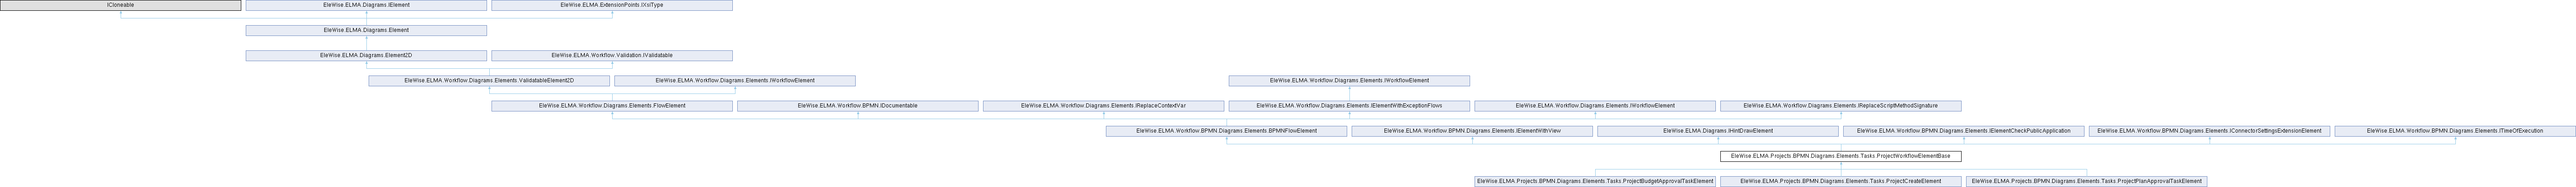 ICloneable
EleWise.ELMA.Diagrams.IElement
EleWise.ELMA.ExtensionPoints.IXsiType
EleWise.ELMA.Diagrams.Element
EleWise.ELMA.Diagrams.Element2D
EleWise.ELMA.Workflow.Validation.IValidatable
EleWise.ELMA.Workflow.Diagrams.Elements.ValidatableElement2D
EleWise.ELMA.Workflow.Diagrams.Elements.IWorkflowElement
EleWise.ELMA.Workflow.Diagrams.Elements.IWorkflowElement
EleWise.ELMA.Workflow.Diagrams.Elements.FlowElement
EleWise.ELMA.Workflow.BPMN.IDocumentable
EleWise.ELMA.Workflow.Diagrams.Elements.IReplaceContextVar
EleWise.ELMA.Workflow.Diagrams.Elements.IElementWithExceptionFlows
EleWise.ELMA.Workflow.Diagrams.Elements.IWorkflowElement
EleWise.ELMA.Workflow.Diagrams.Elements.IReplaceScriptMethodSignature
EleWise.ELMA.Workflow.BPMN.Diagrams.Elements.BPMNFlowElement
EleWise.ELMA.Workflow.BPMN.Diagrams.Elements.IElementWithView
EleWise.ELMA.Diagrams.IHintDrawElement
EleWise.ELMA.Workflow.BPMN.Diagrams.Elements.IElementCheckPublicApplication
EleWise.ELMA.Workflow.BPMN.Diagrams.Elements.IConnectorSettingsExtensionElement
EleWise.ELMA.Workflow.BPMN.Diagrams.Elements.ITimeOfExecution
EleWise.ELMA.Projects.BPMN.Diagrams.Elements.Tasks.ProjectWorkflowElementBase
EleWise.ELMA.Projects.BPMN.Diagrams.Elements.Tasks.ProjectBudgetApprovalTaskElement
EleWise.ELMA.Projects.BPMN.Diagrams.Elements.Tasks.ProjectCreateElement
EleWise.ELMA.Projects.BPMN.Diagrams.Elements.Tasks.ProjectPlanApprovalTaskElement